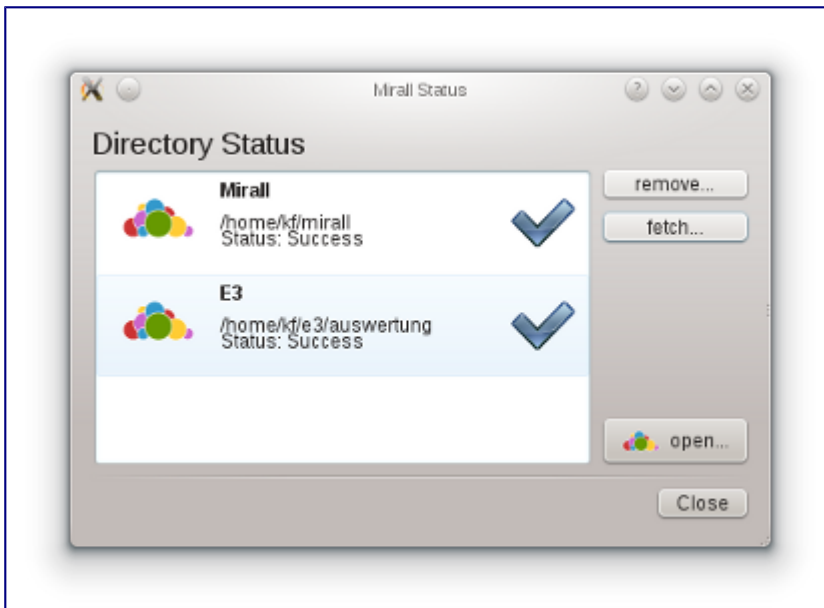 Mirall Status
Directory Status
Mirall
/home/kf/mirall
Status: Success
E3
/home/kf/e3/auswertung
Status: Success
remove...
fetch...
open...
Close